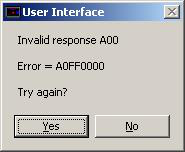 User Interface
Invalid response A00
Error = A0FF0000
Try again?
Yes
No